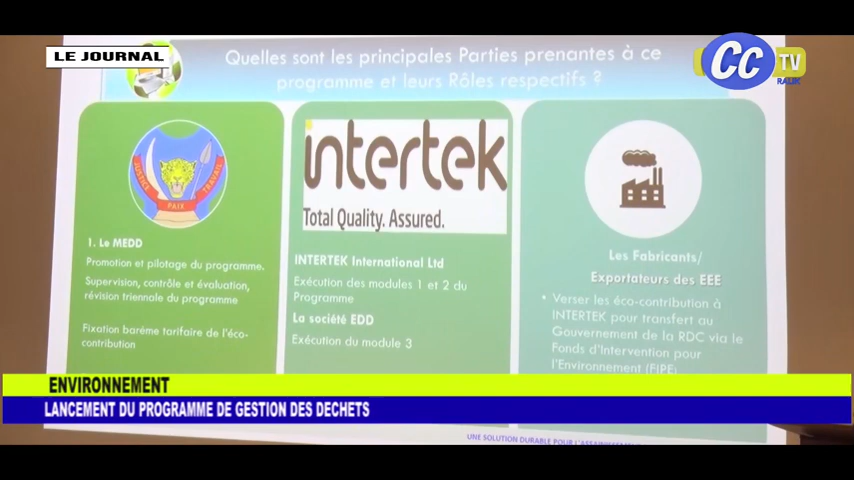 LE JOURNAL
CC
TV
Quelles sont les principales Parties prenantes à ce
programme et leurs Rôles respectifs ?
JUSTICE
PAIX
TRAVAIL
1. Le MEDD
Promotion et pilotage du programme.
Supervision, contrôle et évaluation,
révision triennale du programme
Fixation barème tarifaire de l'éco-
contribution
intertek
Total Quality. Assured.
INTERTEK International Ltd
Exécution des modules 1 et 2 du
Programme
La société EDD
Exécution du module 3
Les Fabricants/
Exportateurs des EEE
• Verser les éco-contribution à
INTERTEK pour transfert au
Gouvernement de la RDC via le
Fonds d'Intervention pour
l'Environnement (FIPE)
ENVIRONNEMENT
LANCEMENT DU PROGRAMME DE GESTION DES DECHETS
UNE SOLUTION DURABLE POUR